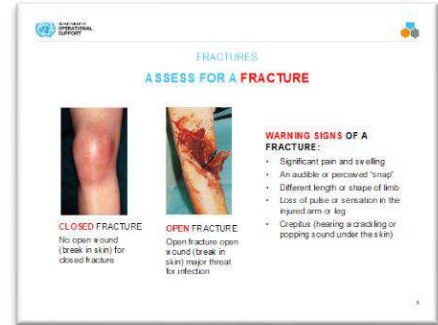 DEPARTMENT OF
OPERATIONAL
SUPPORT
FRACTURES
ASSESS FOR A FRACTURE
WARNING SIGNS OF A
FRACTURE:
• Significant pain and swelling
• An audible or perceived "snap"
• Different length or shape of limb
• Loss of pulse or sensation in the
injured arm or leg
• Crepitus (hearing a crackling or
popping sound under the skin)
CLOSED FRACTURE
No open wound
(break in skin) for
closed fracture
OPEN FRACTURE
Open fracture open
wound (break in
skin) major threat
for infection